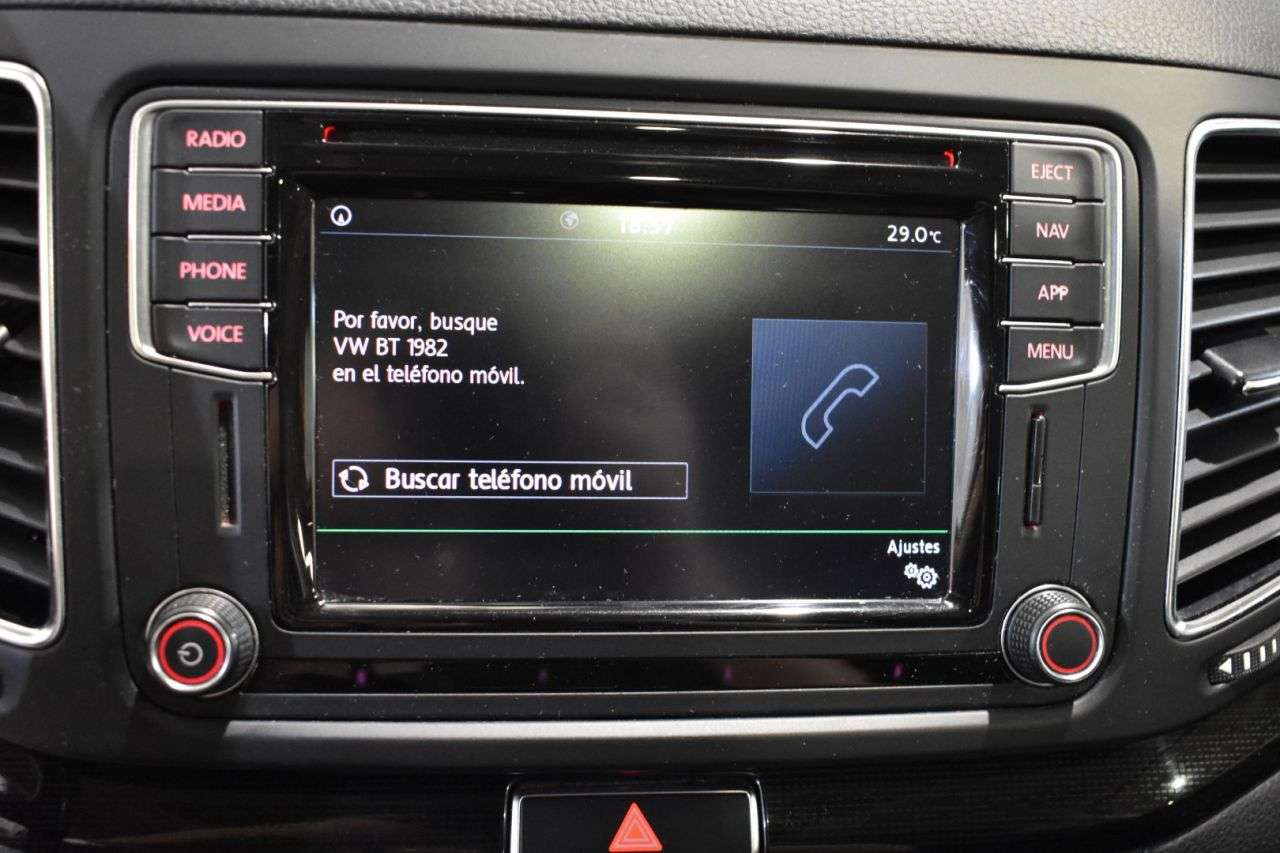 RADIO
MEDIA
PHONE
VOICE
EJECT
NAV
APP
MENU
29.0°C
Por favor, busque
VW BT 1982
en el teléfono móvil.
Buscar teléfono móvil
Ajustes